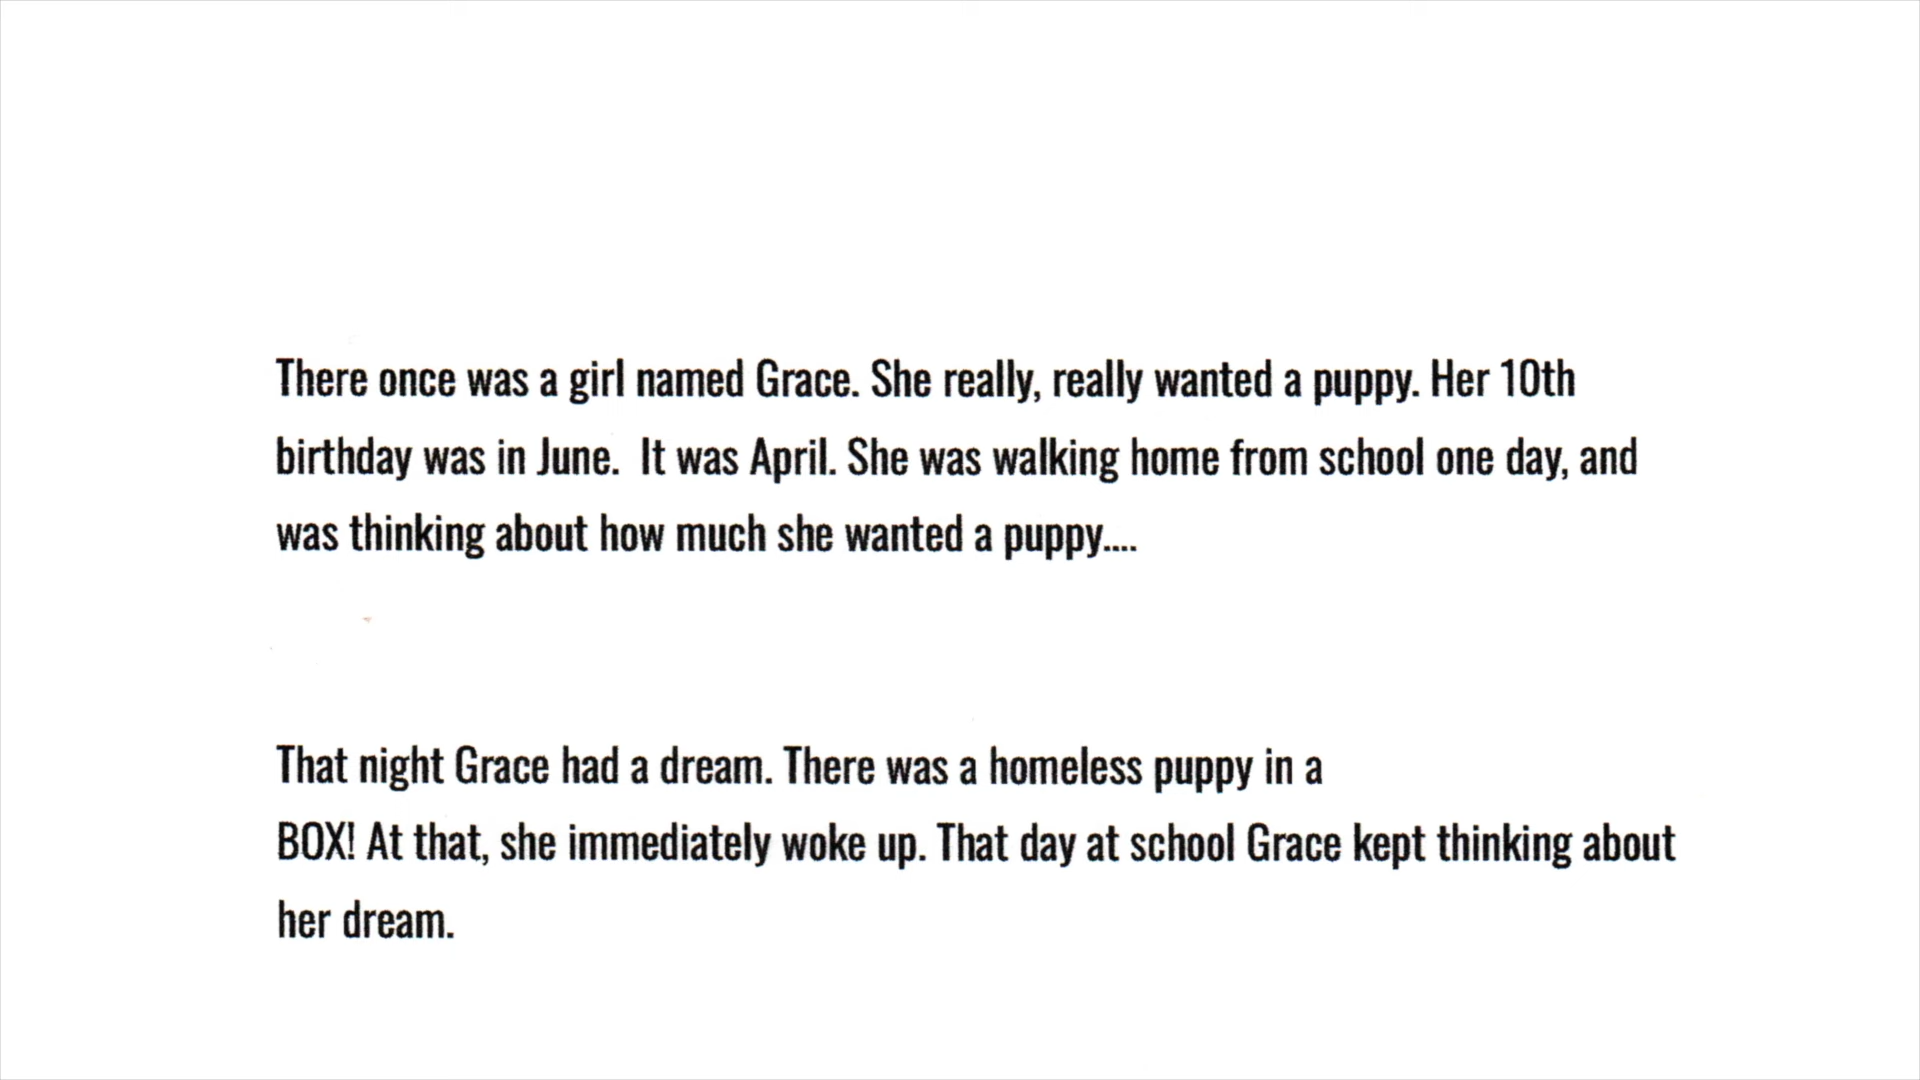 There once was a girl named Grace. She really, really wanted a puppy. Her 10th
birthday was in June.  It was April. She was walking home from school one day, and
was thinking about how much she wanted a puppy....
That night Grace had a dream. There was a homeless puppy in a
BOX! At that, she immediately woke up. That day at school Grace kept thinking about
her dream.